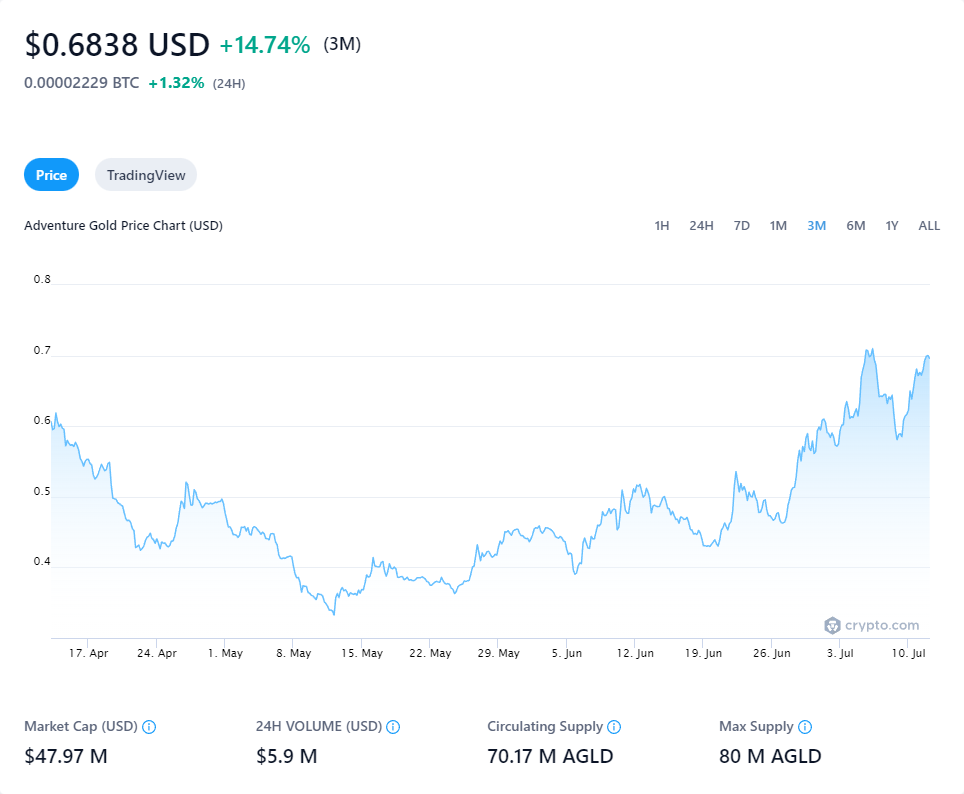 $0.6838 USD +14.74% (3M)
0.00002229 BTC +1.32% (24H)
Price TradingView
Adventure Gold Price Chart (USD) 1H 24H 7D 1M 3M 6M 1Y ALL
0.8
0.7
0.6
0.5
0.4
crypto.com
17. Apr 24. Apr 1. May 8. May 15. May 22. May 29. May 5. Jun 12. Jun 19. Jun 26. Jun 3. Jul 10. Jul
Market Cap (USD) 24H VOLUME (USD) Circulating Supply Max Supply
$47.97 M $5.9 M 70.17 M AGLD 80 M AGLD